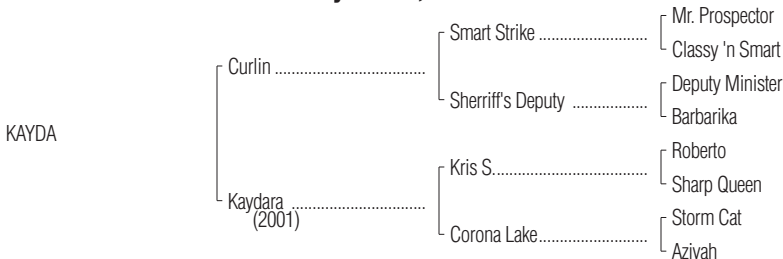 Mr. Prospector
Smart Strike ...................
Classy 'n Smart
Curlin ..................................
Deputy Minister
Sherriff's Deputy ...................
Barbarika
KAYDA
Roberto
Kris S..............................
Sharp Queen
Kaydara ..............................
(2001)
Storm Cat
Corona Lake...................
Aziyah